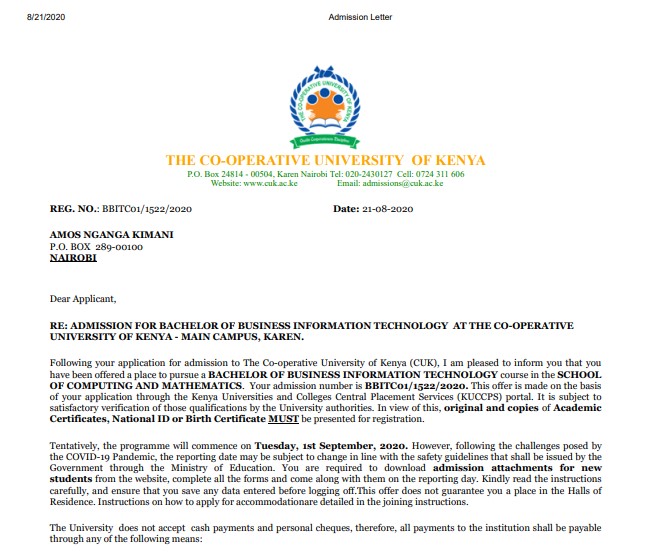 8/21/2020 Admission Letter
THE CO-OPERATIVE UNIVERSITY OF KENYA
THE CO-OPERATIVE UNIVERSITY OF KENYA
P.O. Box 24814 - 00504, Karen Nairobi Tel: 020-2430127 Cell: 0724 311 606
Website: www.cuk.ac.ke Email: admissions@cuk.ac.ke
REG. NO.: BBITC01/1522/2020 Date: 21-08-2020
AMOS NGANGA KIMANI
P.O. BOX 289-00100
NAIROBI
Dear Applicant,
RE: ADMISSION FOR BACHELOR OF BUSINESS INFORMATION TECHNOLOGY AT THE CO-OPERATIVE
UNIVERSITY OF KENYA - MAIN CAMPUS, KAREN.
Following your application for admission to The Co-operative University of Kenya (CUK), I am pleased to inform you that you
have been offered a place to pursue a BACHELOR OF BUSINESS INFORMATION TECHNOLOGY course in the SCHOOL
OF COMPUTING AND MATHEMATICS. Your admission number is BBITC01/1522/2020. This offer is made on the basis
of your application through the Kenya Universities and Colleges Central Placement Services (KUCCPS) portal. It is subject to
satisfactory verification of those qualifications by the University authorities. In view of this, original and copies of Academic
Certificates, National ID or Birth Certificate MUST be presented for registration.
Tentatively, the programme will commence on Tuesday, 1st September, 2020. However, following the challenges posed by
the COVID-19 Pandemic, the reporting date may be subject to change in line with the safety guidelines that shall be issued by the
Government through the Ministry of Education. You are required to download admission attachments for new
students from the website, complete all the forms and come along with them on the reporting day. Kindly read the instructions
carefully, and ensure that you save any data entered before logging off.This offer does not guarantee you a place in the Halls of
Residence. Instructions on how to apply for accommodationare detailed in the joining instructions.
The University does not accept cash payments and personal cheques, therefore, all payments to the institution shall be payable
through any of the following means: